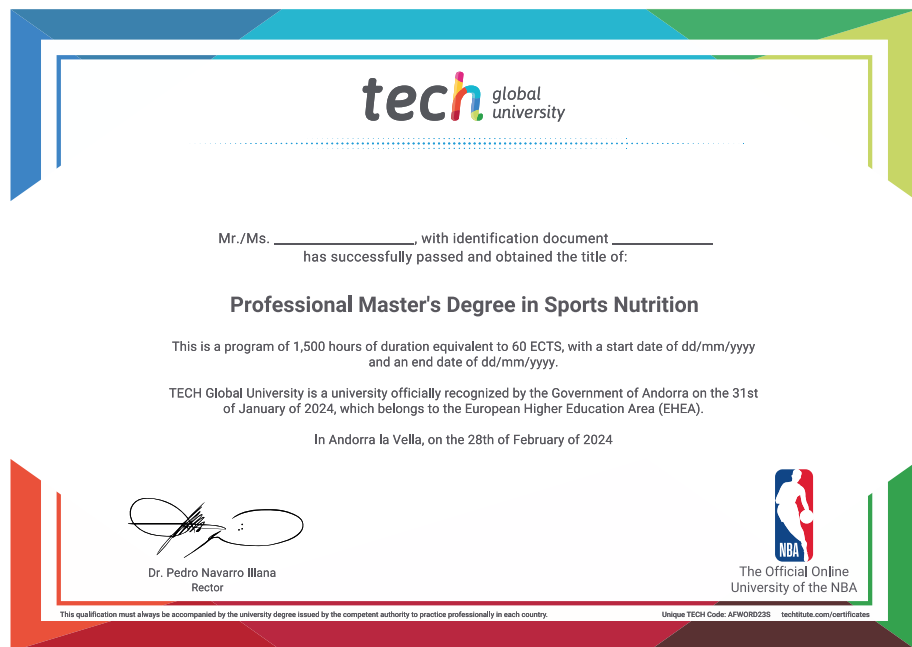 tech global university
Mr./Ms. ____________________, with identification document ______________
has successfully passed and obtained the title of:
Professional Master's Degree in Sports Nutrition
This is a program of 1,500 hours of duration equivalent to 60 ECTS, with a start date of dd/mm/yyyy
and an end date of dd/mm/yyyy.
TECH Global University is a university officially recognized by the Government of Andorra on the 31st
of January of 2024, which belongs to the European Higher Education Area (EHEA).
In Andorra la Vella, on the 28th of February of 2024
NBA
Dr. Pedro Navarro Illana
Rector
The Official Online
University of the NBA
This qualification must always be accompanied by the university degree issued by the competent authority to practice professionally in each country.
Unique TECH Code: AFWORD23S techtitute.com/certificates